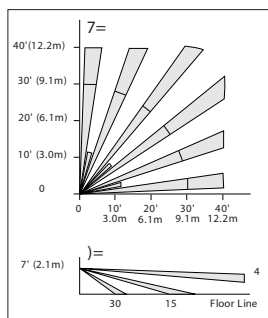 7=
40'(12.2m)
30' (9.1m)
20' (6.1m)
10' (3.0m)
0
0 10' 20' 30' 40'
3.0m 6.1m 9.1m 12.2m
)=
7' (2.1m)
4
30 15 Floor Line